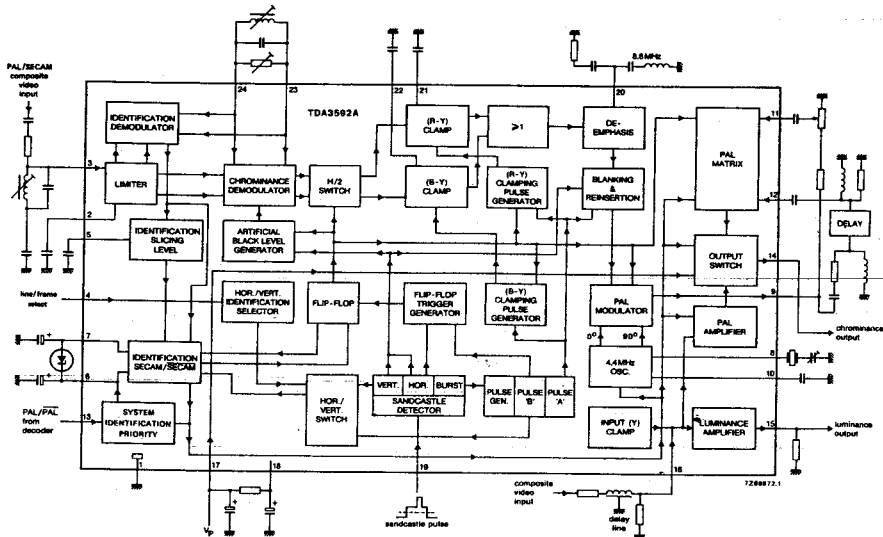 8.8MHz
PAL/SECAM
composite
video
input
24
23
22
21
20
TDA3592A
IDENTIFICATION
DEMODULATOR
(R-Y)
CLAMP
≥1
DE-
EMPHASIS
PAL
MATRIX
11
3
LIMITER
CHROMINANCE
DEMODULATOR
H/2
SWITCH
(B-Y)
CLAMP
(R-Y)
CLAMPING
PULSE
GENERATOR
BLANKING &
REINSERTION
12
2
5
IDENTIFICATION
SLICING
LEVEL
ARTIFICIAL
BLACK LEVEL
GENERATOR
DELAY
OUTPUT
SWITCH
14
line/frame
select
4
HOR./VERT.
IDENTIFICATION
SELECTOR
FLIP-FLOP
FLIP-FLOP
TRIGGER
GENERATOR
(B-Y)
CLAMPING
PULSE
GENERATOR
PAL
MODULATOR
9
PAL
AMPLIFIER
chrominance
output
0°
90°
7
IDENTIFICATION
SECAM/SECAM
6
4,4MHz
OSC.
8
10
HOR./
VERT.
SWITCH
VERT.
HOR.
BURST
SANDCASTLE
DETECTOR
PULSE
GEN.
PULSE
'B'
PULSE
'A'
PAL/PAL
from
decoder
13
SYSTEM
IDENTIFICATION
PRIORITY
INPUT (Y)
CLAMP
LUMINANCE
AMPLIFIER
15
luminance
output
1
17
18
19
16
7Z88872.1
composite
video
input
delay
line
VP
sandcastle pulse